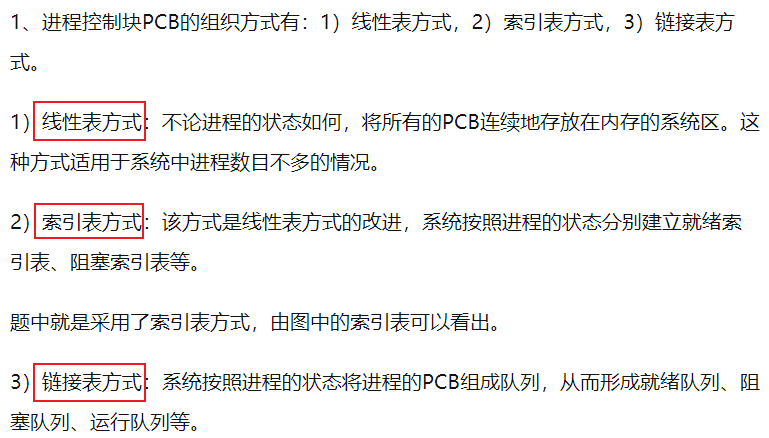 1、进程控制块PCB的组织方式有：1）线性表方式，2）索引表方式，3）链接表方
式。
1）线性表方式：不论进程的状态如何，将所有的PCB连续地存放在内存的系统区。这
种方式适用于系统中进程数目不多的情况。
2）索引表方式：该方式是线性表方式的改进，系统按照进程的状态分别建立就绪索
引表、阻塞索引表等。
题中就是采用了索引表方式，由图中的索引表可以看出。
3）链接表方式：系统按照进程的状态将进程的PCB组成队列，从而形成就绪队列、阻
塞队列、运行队列等。